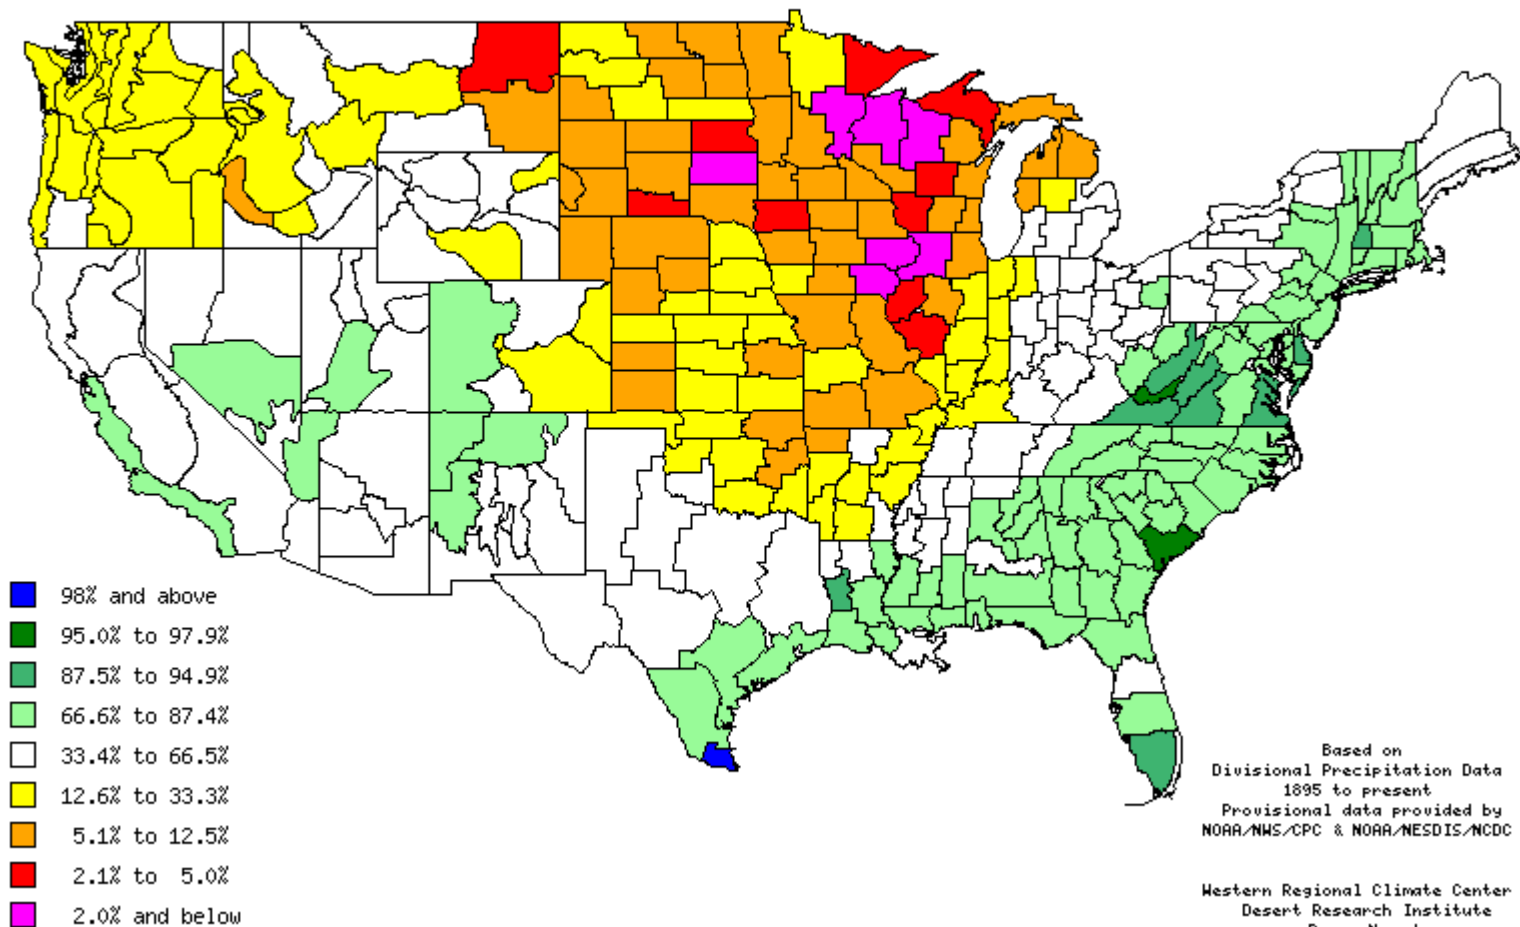 98% and above
95.0% to 97.9%
87.5% to 94.9%
66.6% to 87.4%
33.4% to 66.5%
12.6% to 33.3%
5.1% to 12.5%
2.1% to 5.0%
2.0% and below
Based on
Divisional Precipitation Data
1895 to present
Provisional data provided by
NOAA/NWS/CPC & NOAA/NESDIS/NCDC
Western Regional Climate Center
Desert Research Institute